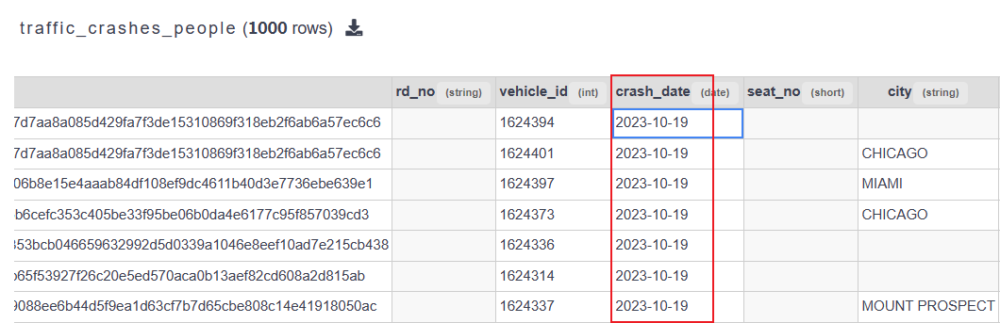 traffic_crashes_people (1000 rows)
rd_no (string) vehicle_id (int) crash_date (date) seat_no (short) city (string)
7d7aa8a085d429fa7f3de15310869f318eb2f6ab6a57ec6c6 1624394 2023-10-19
7d7aa8a085d429fa7f3de15310869f318eb2f6ab6a57ec6c6 1624401 2023-10-19 CHICAGO
06b8e15e4aaab84df108ef9dc4611b40d3e7736ebe639e1 1624397 2023-10-19 MIAMI
b6cefc353c405be33f95be06b0da4e6177c95f857039cd3 1624373 2023-10-19 CHICAGO
353bcb046659632992d5d0339a1046e8eef10ad7e215cb438 1624336 2023-10-19
b65f53927f26c20e5ed570aca0b13aef82cd608a2d815ab 1624314 2023-10-19
9088ee6b44d5f9ea1d63cf7b7d65cbe808c14e41918050ac 1624337 2023-10-19 MOUNT PROSPECT